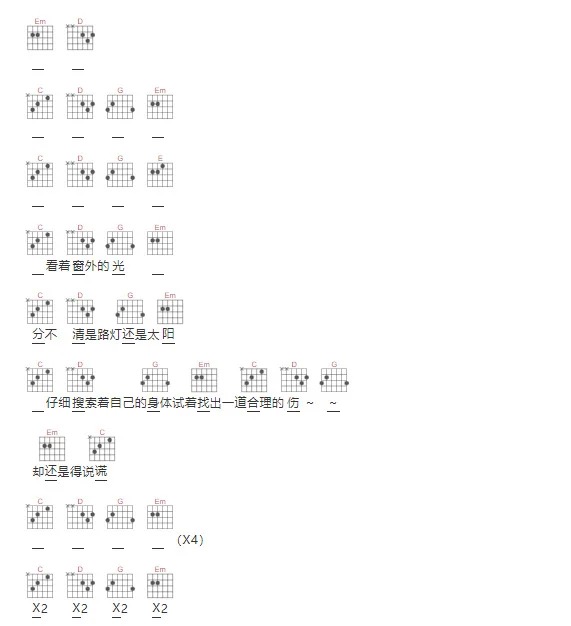 Em D
C D G Em
C D G E
C D G Em
看着窗外的光
C D G Em
分不 清是路灯还是太阳
C D G Em C D G
仔细搜索着自己的身体试着找出一道合理的伤 ~ ~
Em C
却还是得说谎
C D G Em
(X4)
C D G Em
X2 X2 X2 X2